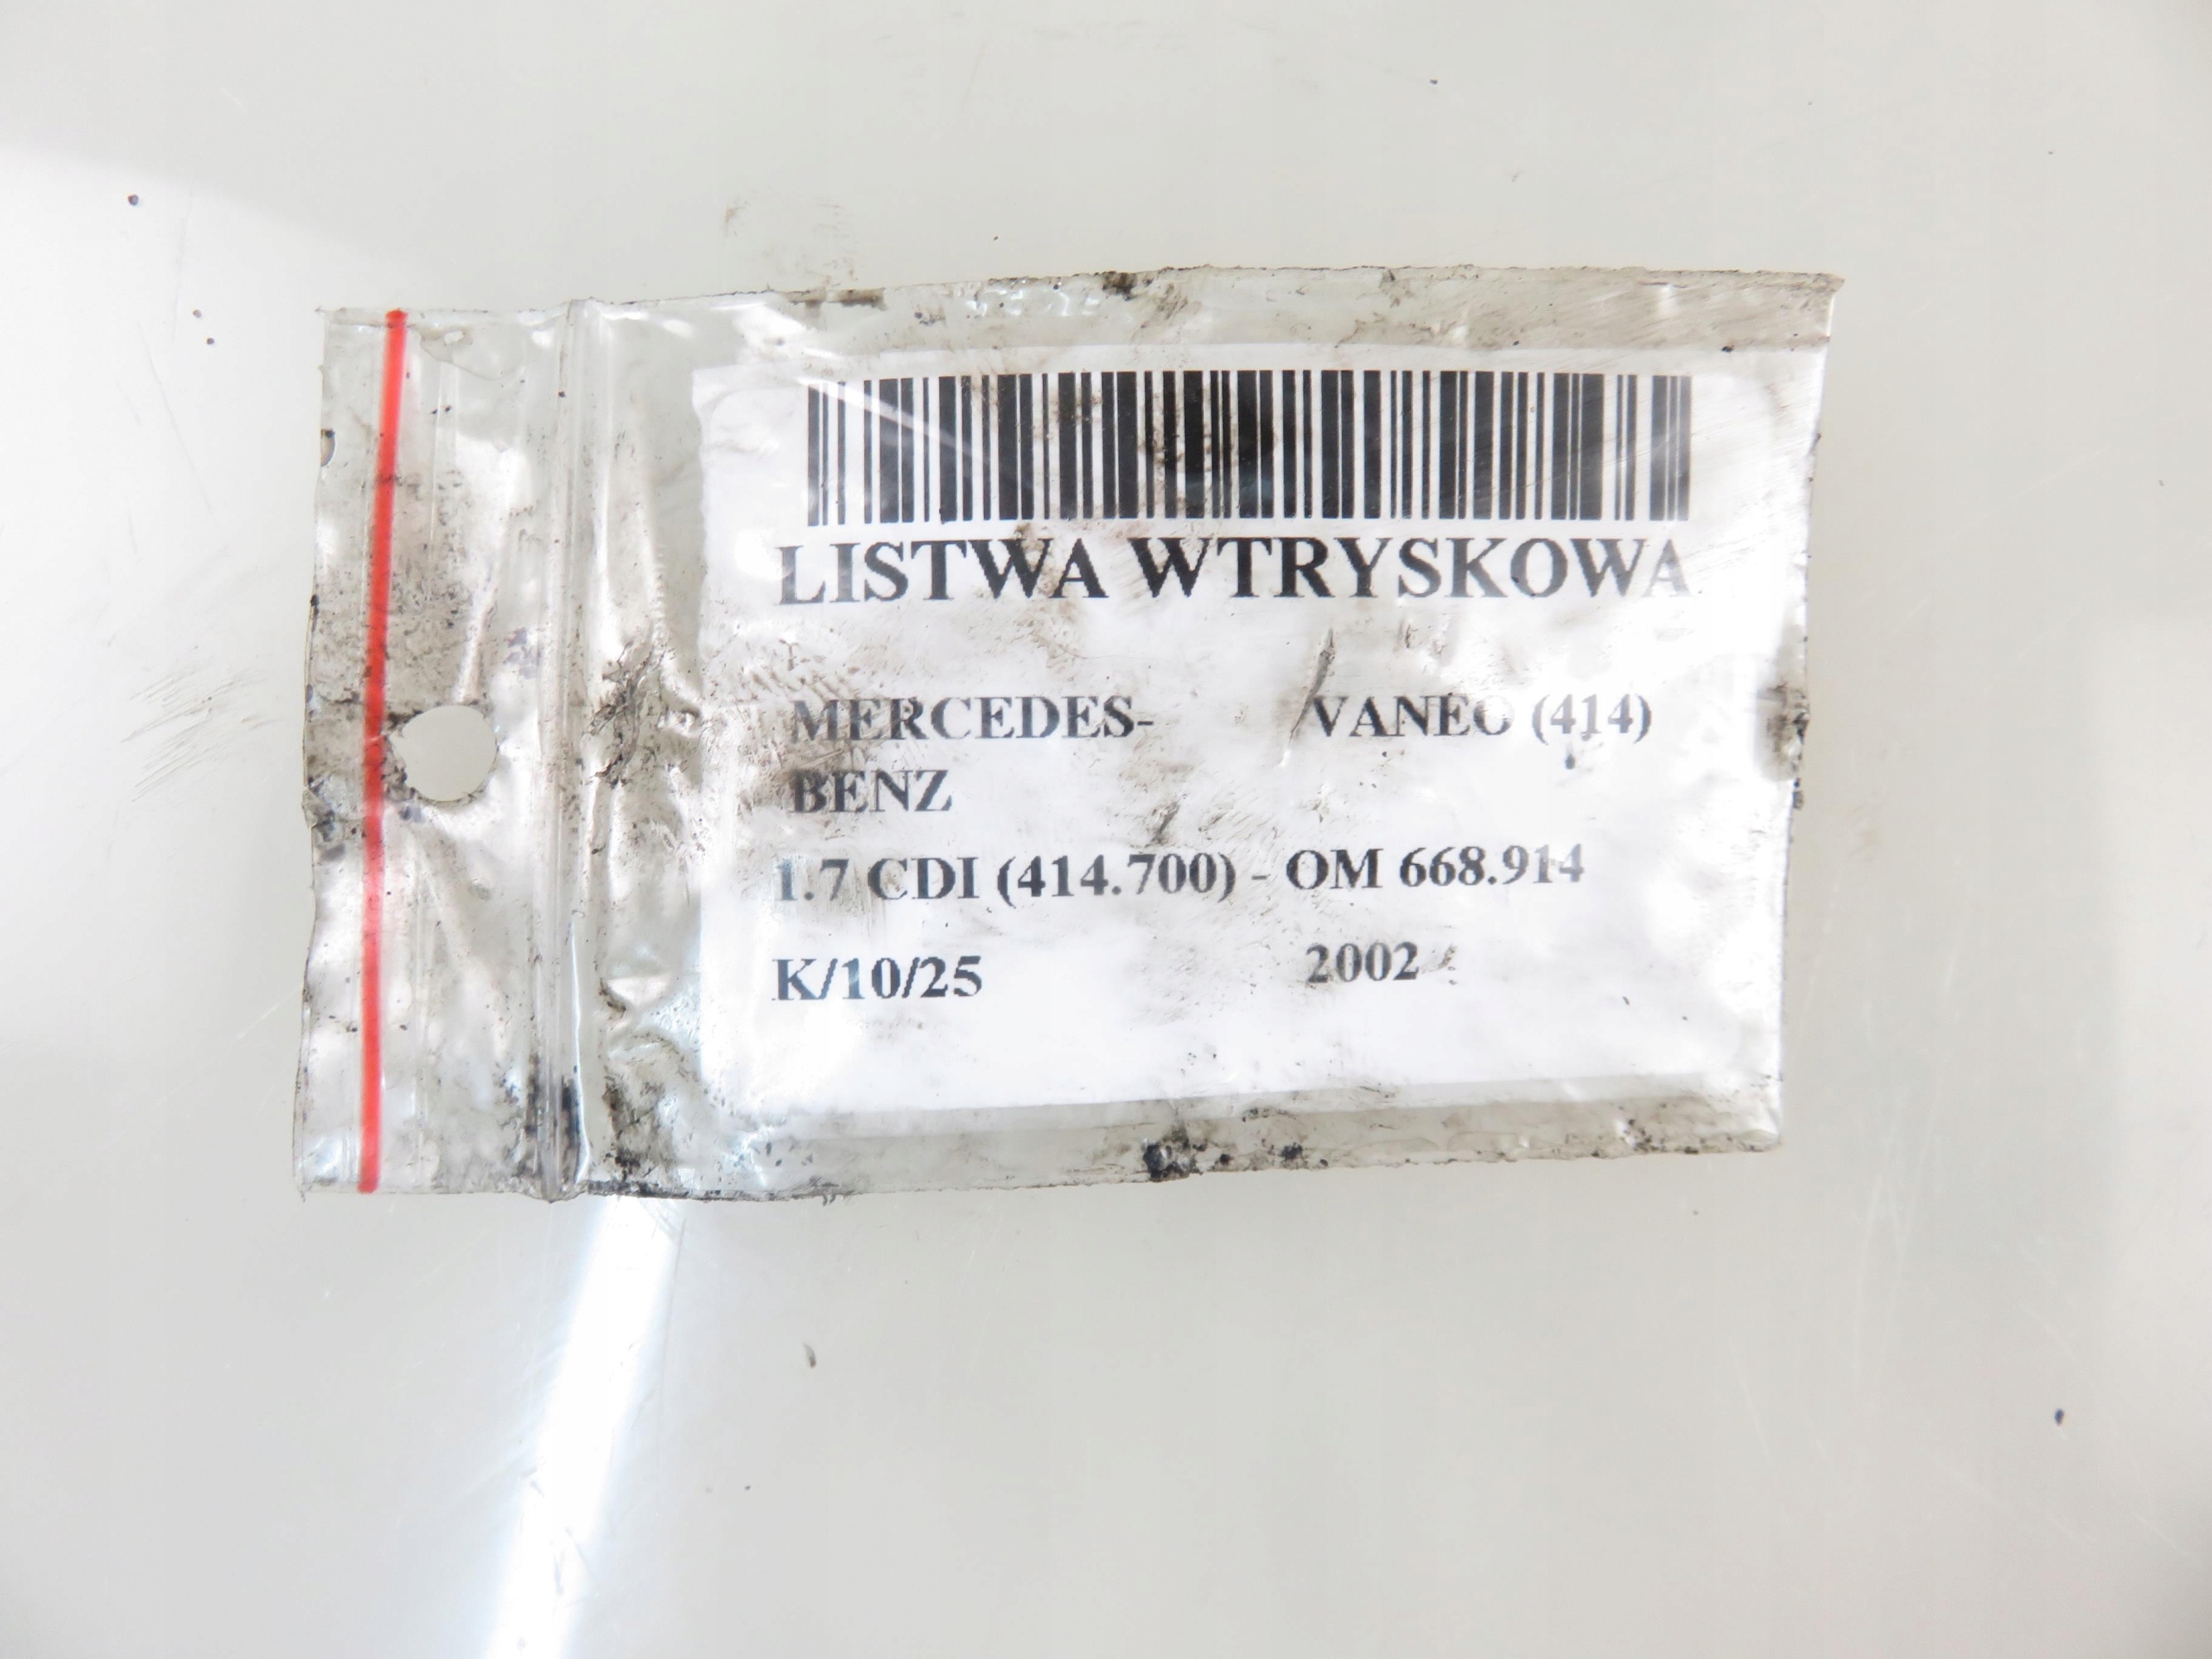 LISTWA WTRYSKOWA
MERCEDES- VANEO (414)
BENZ
1.7 CDI (414.700) - OM 668.914
K/10/25 2002